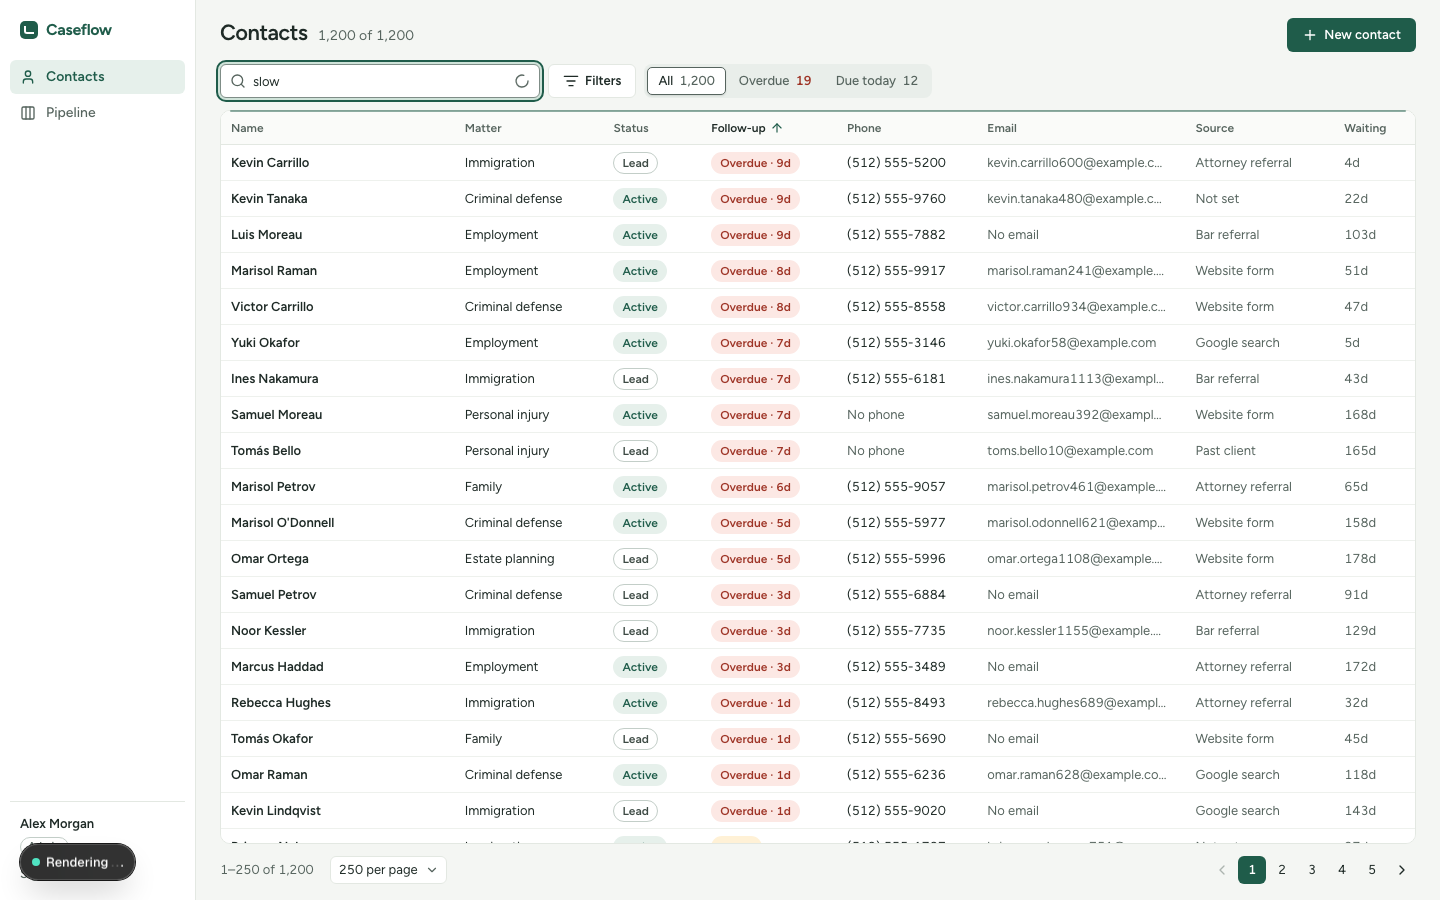 Caseflow
Contacts
Pipeline
Contacts 1,200 of 1,200
New contact
slow
Filters
All 1,200
Overdue 19
Due today 12
Name Matter Status Follow-up Phone Email Source Waiting
Kevin Carrillo Immigration Lead Overdue · 9d (512) 555-5200 kevin.carrillo600@example.c... Attorney referral 4d
Kevin Tanaka Criminal defense Active Overdue · 9d (512) 555-9760 kevin.tanaka480@example.c... Not set 22d
Luis Moreau Employment Active Overdue · 9d (512) 555-7882 No email Bar referral 103d
Marisol Raman Employment Active Overdue · 8d (512) 555-9917 marisol.raman241@example.... Website form 51d
Victor Carrillo Criminal defense Active Overdue · 8d (512) 555-8558 victor.carrillo934@example.c... Website form 47d
Yuki Okafor Employment Active Overdue · 7d (512) 555-3146 yuki.okafor58@example.com Google search 5d
Ines Nakamura Immigration Lead Overdue · 7d (512) 555-6181 ines.nakamura1113@exampl... Bar referral 43d
Samuel Moreau Personal injury Active Overdue · 7d No phone samuel.moreau392@exampl... Website form 168d
Tomás Bello Personal injury Lead Overdue · 7d No phone toms.bello10@example.com Past client 165d
Marisol Petrov Family Active Overdue · 6d (512) 555-9057 marisol.petrov461@example.... Attorney referral 65d
Marisol O'Donnell Criminal defense Active Overdue · 5d (512) 555-5977 marisol.odonnell621@examp... Website form 158d
Omar Ortega Estate planning Lead Overdue · 5d (512) 555-5996 omar.ortega1108@example.... Website form 178d
Samuel Petrov Criminal defense Lead Overdue · 3d (512) 555-6884 No email Attorney referral 91d
Noor Kessler Immigration Lead Overdue · 3d (512) 555-7735 noor.kessler1155@example.... Bar referral 129d
Marcus Haddad Employment Active Overdue · 3d (512) 555-3489 No email Attorney referral 172d
Rebecca Hughes Immigration Active Overdue · 1d (512) 555-8493 rebecca.hughes689@exampl... Attorney referral 32d
Tomás Okafor Family Lead Overdue · 1d (512) 555-5690 No email Website form 45d
Omar Raman Criminal defense Active Overdue · 1d (512) 555-6236 omar.raman628@example.co... Google search 118d
Kevin Lindqvist Immigration Lead Overdue · 1d (512) 555-9020 No email Google search 143d
Alex Morgan
Rendering ...
1–250 of 1,200
250 per page
1 2 3 4 5